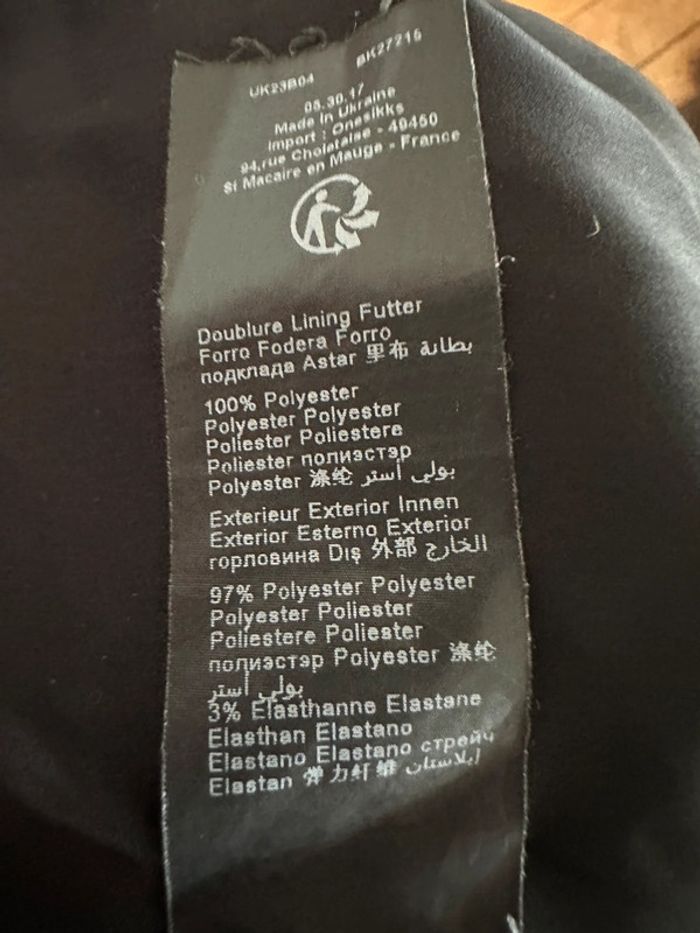 UK23B04 BK27215
05.30.17
Made in Ukraine
Import : Onesikks
94,rue Choletaise - 49450
St Macaire en Mauge - France
Doublure Lining Futter
Forro Fodera Forro
подклада Astar 里布 بطانة
100% Polyester
Polyester Polyester
Poliester Poliestere
Poliester полиэстэр
Polyester 涤纶 بولي أستر
Exterieur Exterior Innen
Exterior Esterno Exterior
горловина Dış 外部 الخارج
97% Polyester Polyester
Polyester Poliester
Poliestere Poliester
полиэстэр Polyester 涤纶
بولي أستر
3% Elasthanne Elastane
Elasthan Elastano
Elastano Elastano стрейч
Elastan 弹力纤维 إيلاستان